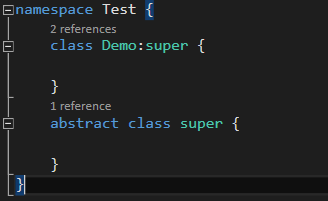 namespace Test {
2 references
class Demo:super {
}
1 reference
abstract class super {
}
}